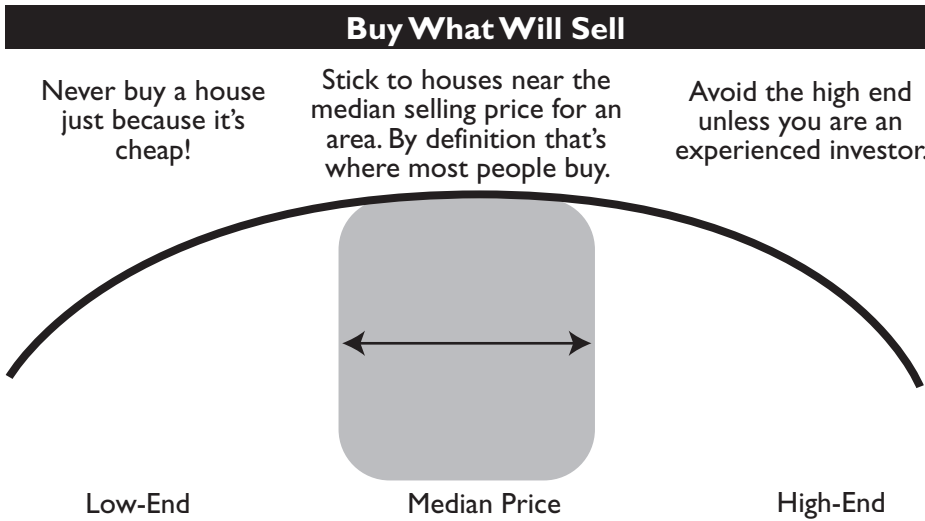 Buy What Will Sell
Never buy a house
just because it's
cheap!
Stick to houses near the
median selling price for an
area. By definition that's
where most people buy.
Avoid the high end
unless you are an
experienced investor.
Low-End
Median Price
High-End